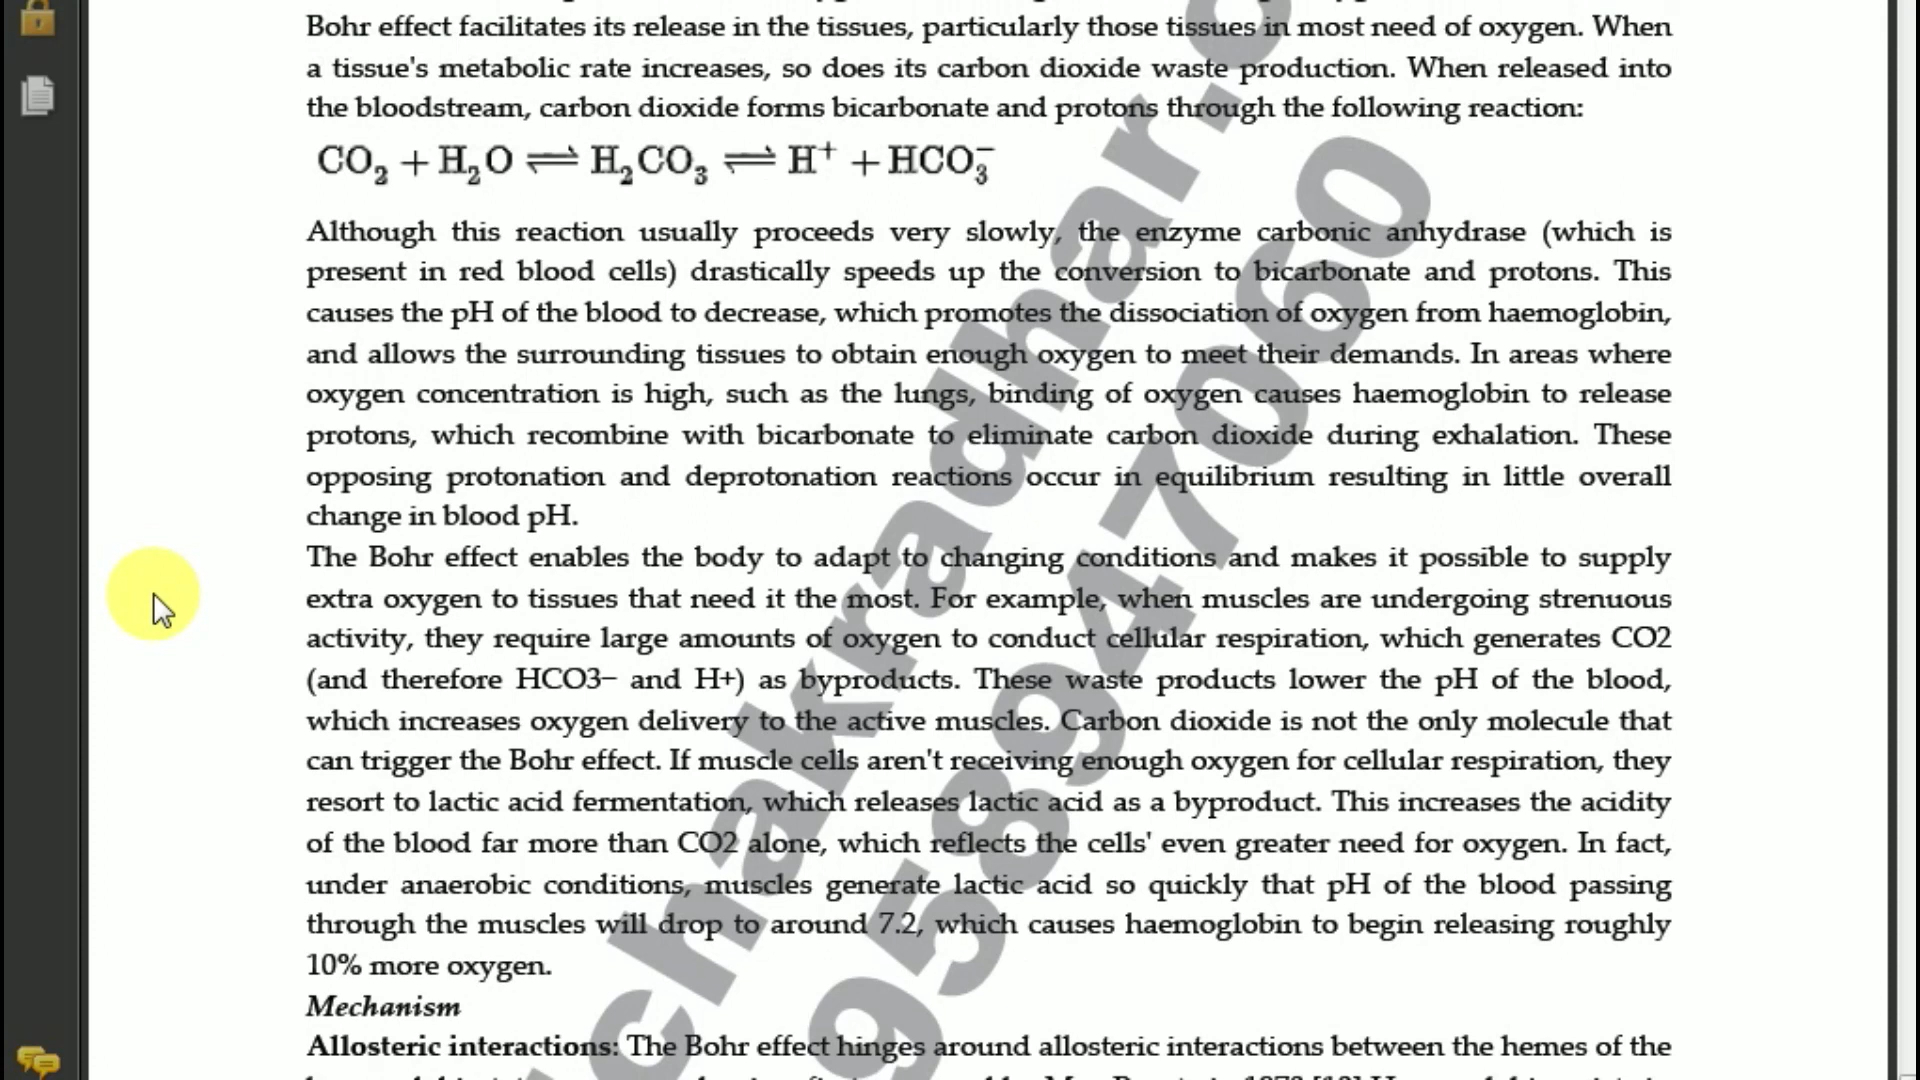 Bohr effect facilitates its release in the tissues, particularly those tissues in most need of oxygen. When
a tissue's metabolic rate increases, so does its carbon dioxide waste production. When released into
the bloodstream, carbon dioxide forms bicarbonate and protons through the following reaction:
CO₂ + H₂O ⇌ H₂CO₃ ⇌ H⁺ + HCO₃⁻
Although this reaction usually proceeds very slowly, the enzyme carbonic anhydrase (which is
present in red blood cells) drastically speeds up the conversion to bicarbonate and protons. This
causes the pH of the blood to decrease, which promotes the dissociation of oxygen from haemoglobin,
and allows the surrounding tissues to obtain enough oxygen to meet their demands. In areas where
oxygen concentration is high, such as the lungs, binding of oxygen causes haemoglobin to release
protons, which recombine with bicarbonate to eliminate carbon dioxide during exhalation. These
opposing protonation and deprotonation reactions occur in equilibrium resulting in little overall
change in blood pH.
The Bohr effect enables the body to adapt to changing conditions and makes it possible to supply
extra oxygen to tissues that need it the most. For example, when muscles are undergoing strenuous
activity, they require large amounts of oxygen to conduct cellular respiration, which generates CO2
(and therefore HCO3− and H+) as byproducts. These waste products lower the pH of the blood,
which increases oxygen delivery to the active muscles. Carbon dioxide is not the only molecule that
can trigger the Bohr effect. If muscle cells aren't receiving enough oxygen for cellular respiration, they
resort to lactic acid fermentation, which releases lactic acid as a byproduct. This increases the acidity
of the blood far more than CO2 alone, which reflects the cells' even greater need for oxygen. In fact,
under anaerobic conditions, muscles generate lactic acid so quickly that pH of the blood passing
through the muscles will drop to around 7.2, which causes haemoglobin to begin releasing roughly
10% more oxygen.
Mechanism
Allosteric interactions: The Bohr effect hinges around allosteric interactions between the hemes of the
chakradhar.c
9589947060